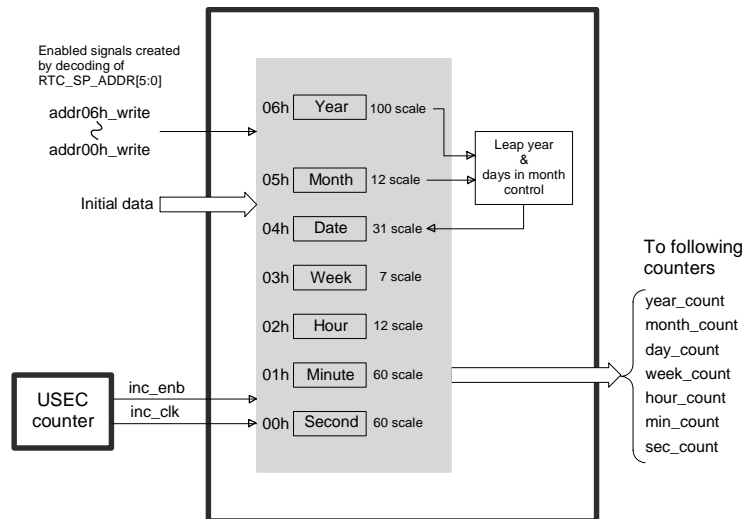 Enabled signals created
by decoding of
RTC_SP_ADDR[5:0]
addr06h_write
addr00h_write
Initial data
USEC
counter
inc_enb
inc_clk
06h Year 100 scale
05h Month 12 scale
04h Date 31 scale
03h Week 7 scale
02h Hour 12 scale
01h Minute 60 scale
00h Second 60 scale
Leap year
&
days in month
control
To following
counters
year_count
month_count
day_count
week_count
hour_count
min_count
sec_count